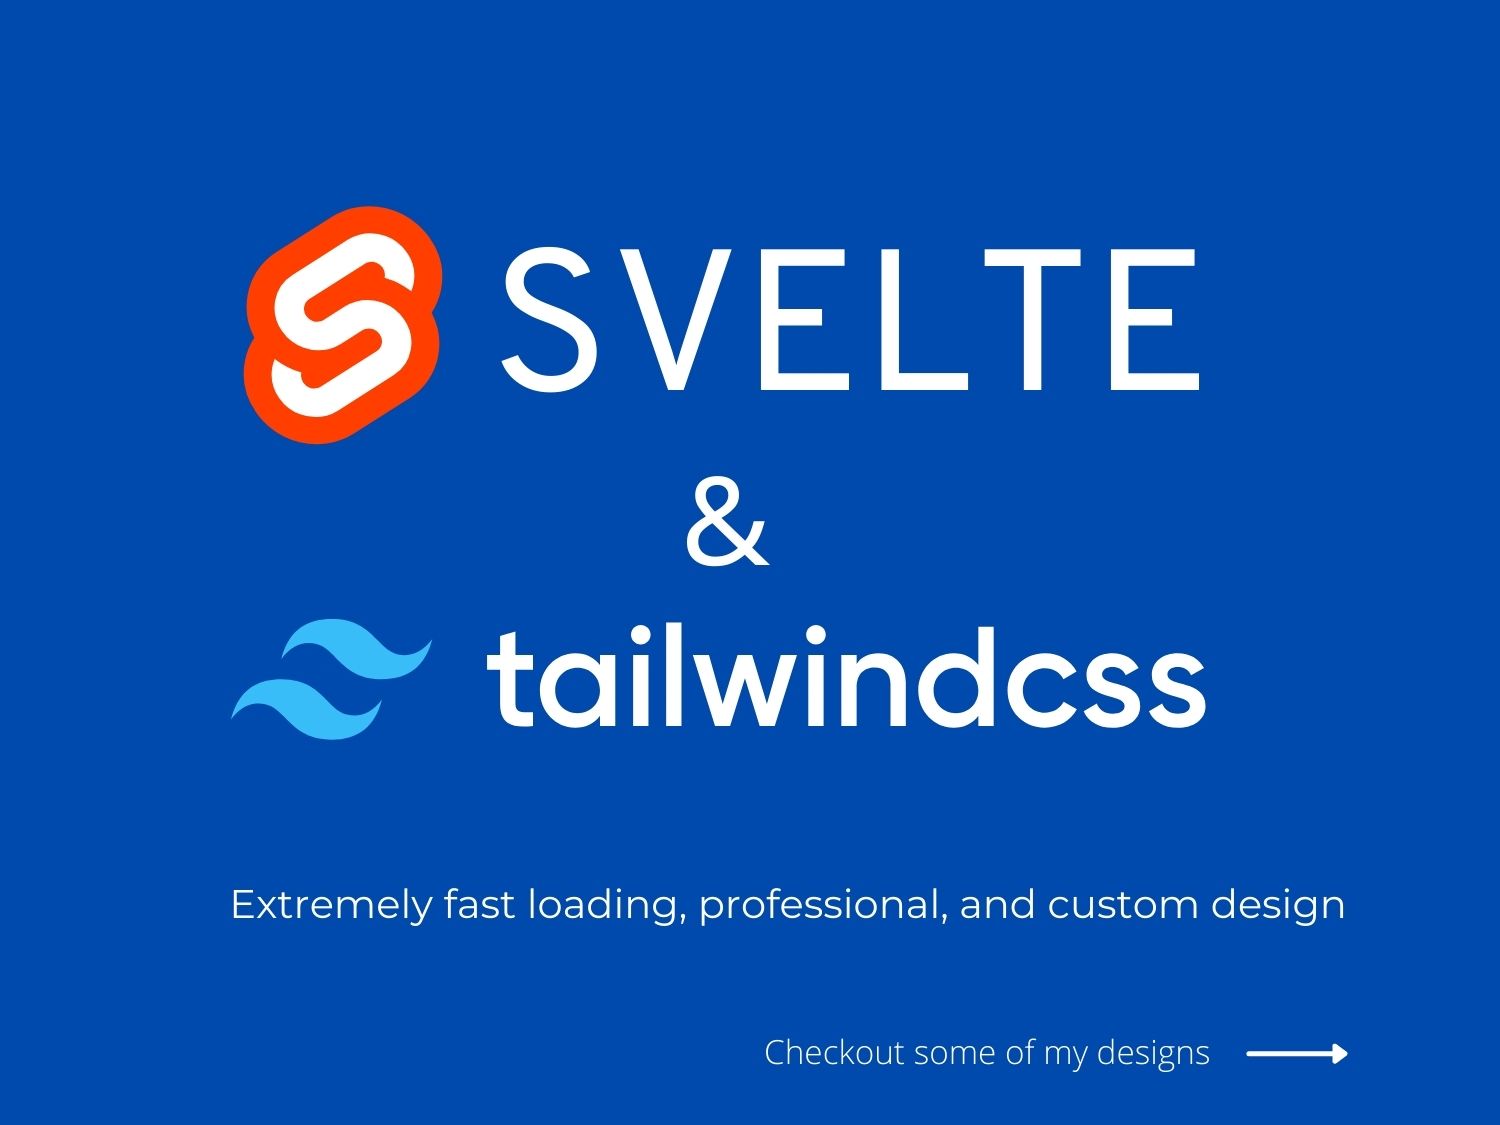 SVELTE
&
tailwindcss
Extremely fast loading, professional, and custom design
Checkout some of my designs